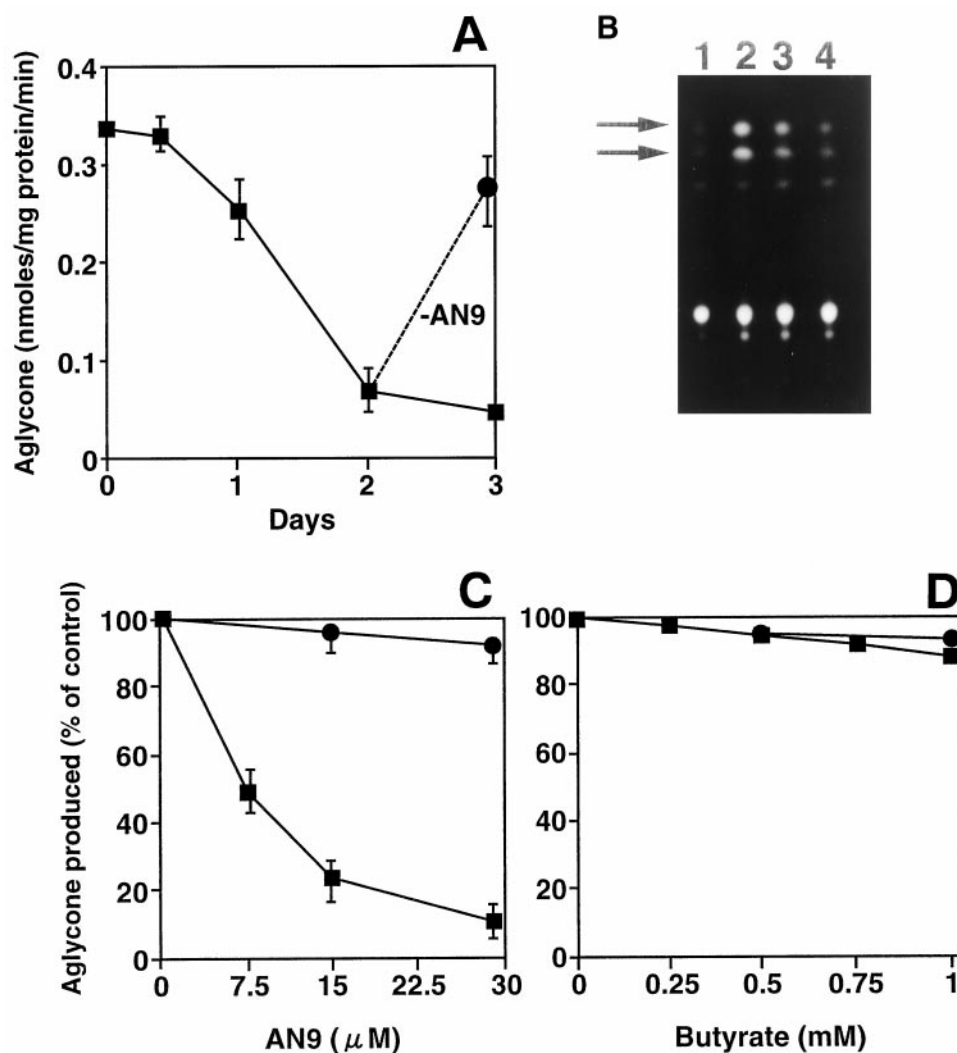 A
Aglycone (nmoles/mg protein/min)
0.4
0.3
0.2
0.1
0
-AN9
0 1 2 3
Days
B
1 2 3 4
C
Aglycone produced (% of control)
100
80
60
40
20
0
0 7.5 15 22.5 30
AN9 (μM)
D
100
80
60
40
20
0
0 0.25 0.5 0.75 1
Butyrate (mM)